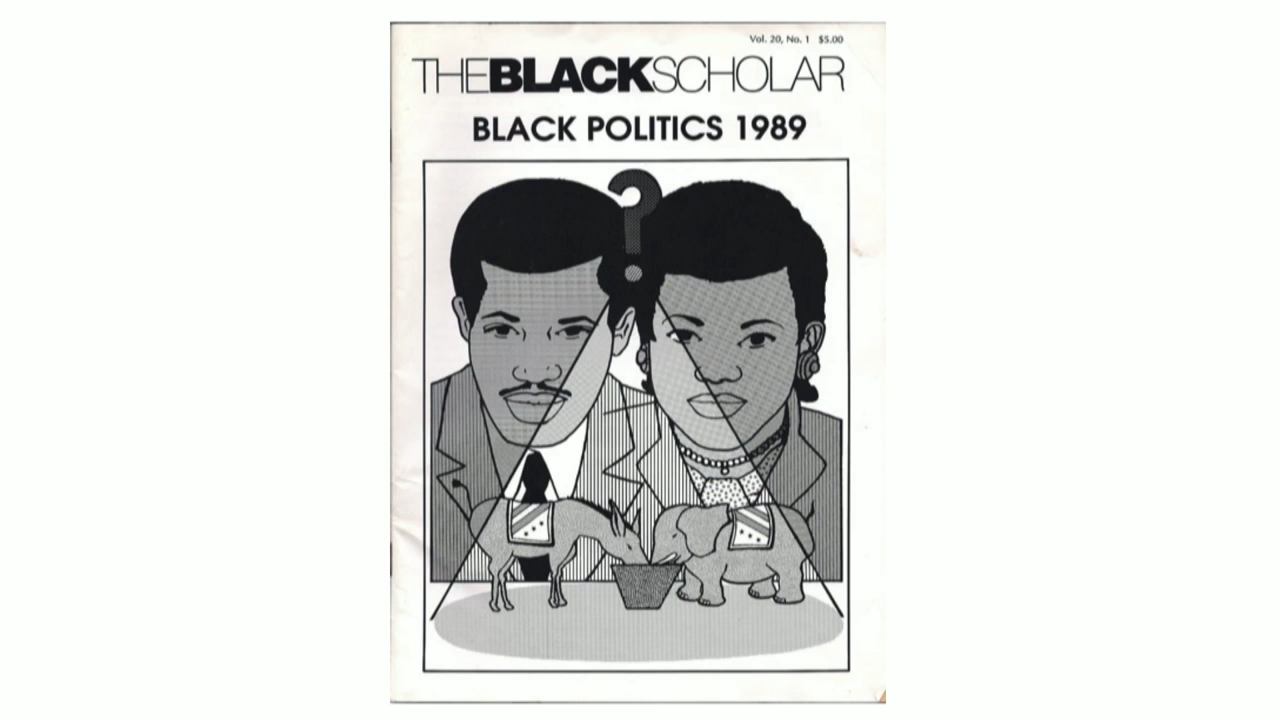 Vol. 20, No. 1 $5.00
THEBLACKSCHOLAR
BLACK POLITICS 1989
?